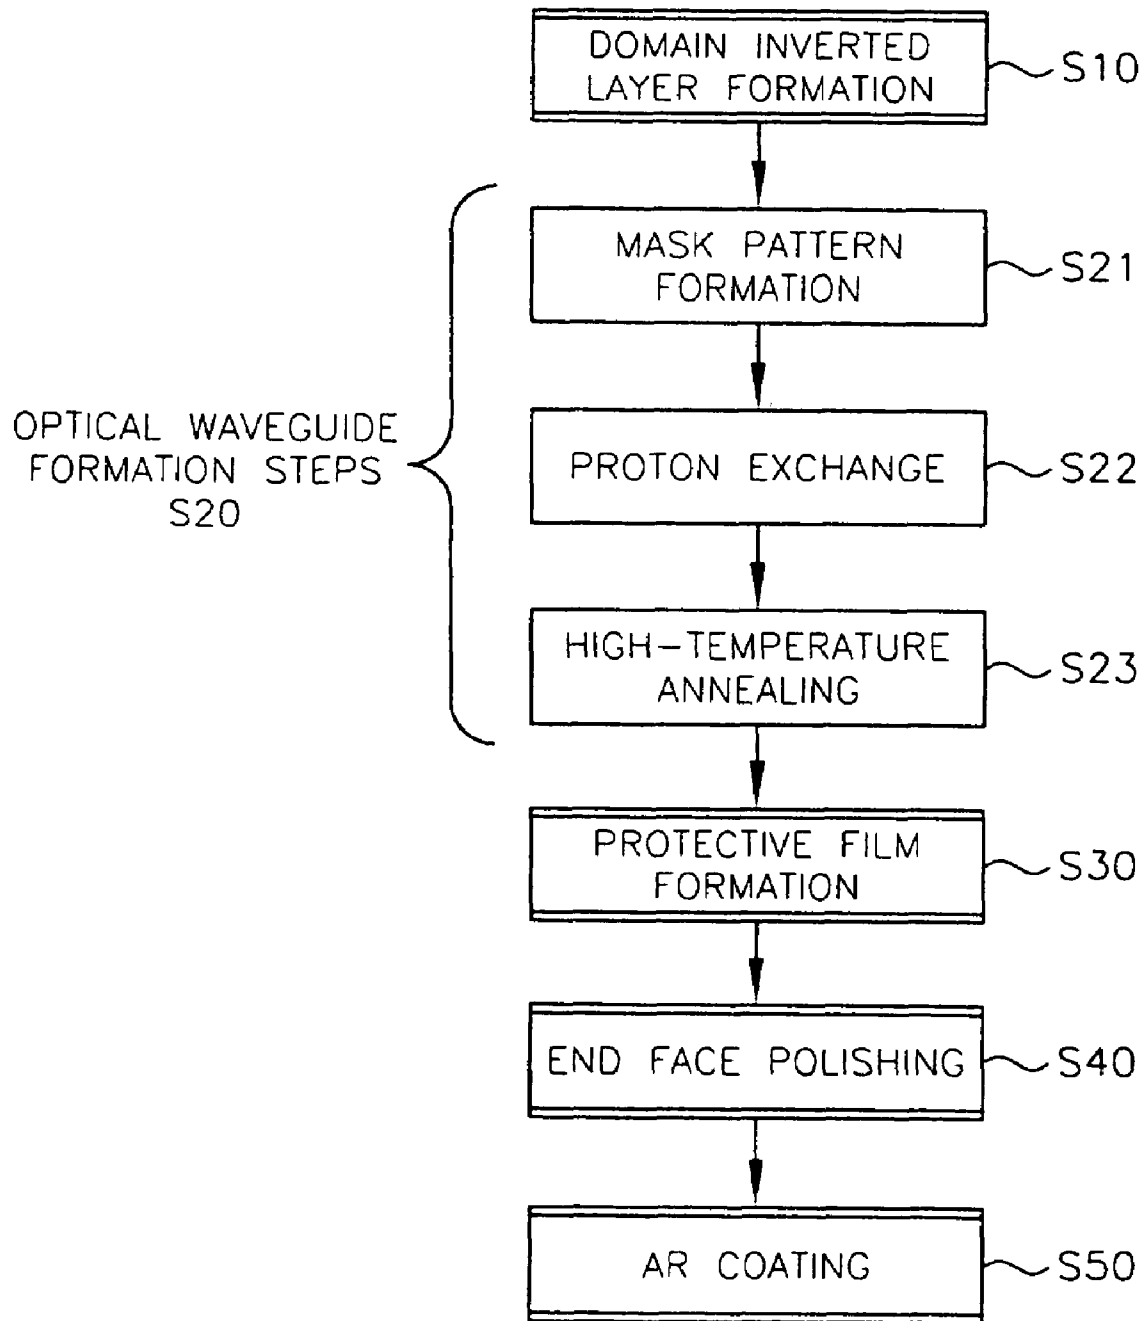 DOMAIN INVERTED
LAYER FORMATION
S10
MASK PATTERN
FORMATION
S21
OPTICAL WAVEGUIDE
FORMATION STEPS
S20
PROTON EXCHANGE
S22
HIGH-TEMPERATURE
ANNEALING
S23
PROTECTIVE FILM
FORMATION
S30
END FACE POLISHING
S40
AR COATING
S50